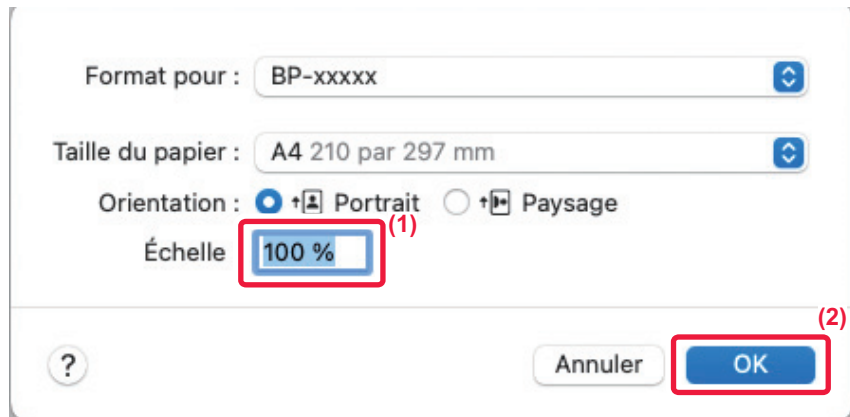 Format pour : BP-xxxxx
Taille du papier : A4 210 par 297 mm
Orientation : Portrait Paysage
(1)
Échelle 100 %
(2)
? Annuler OK